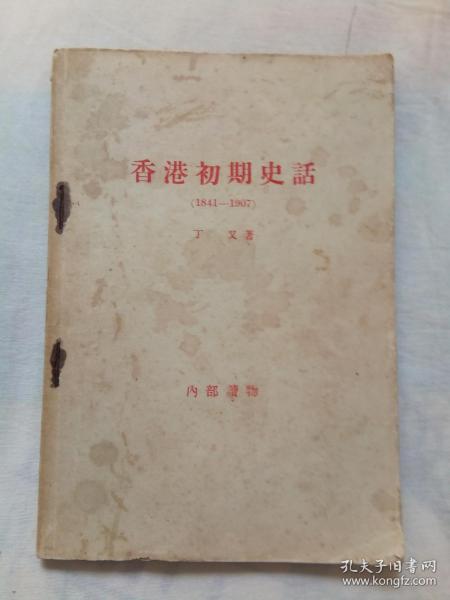 香港初期史話
(1841—1907)
丁又著
內部讀物
孔夫子旧书网
www.kongfz.com